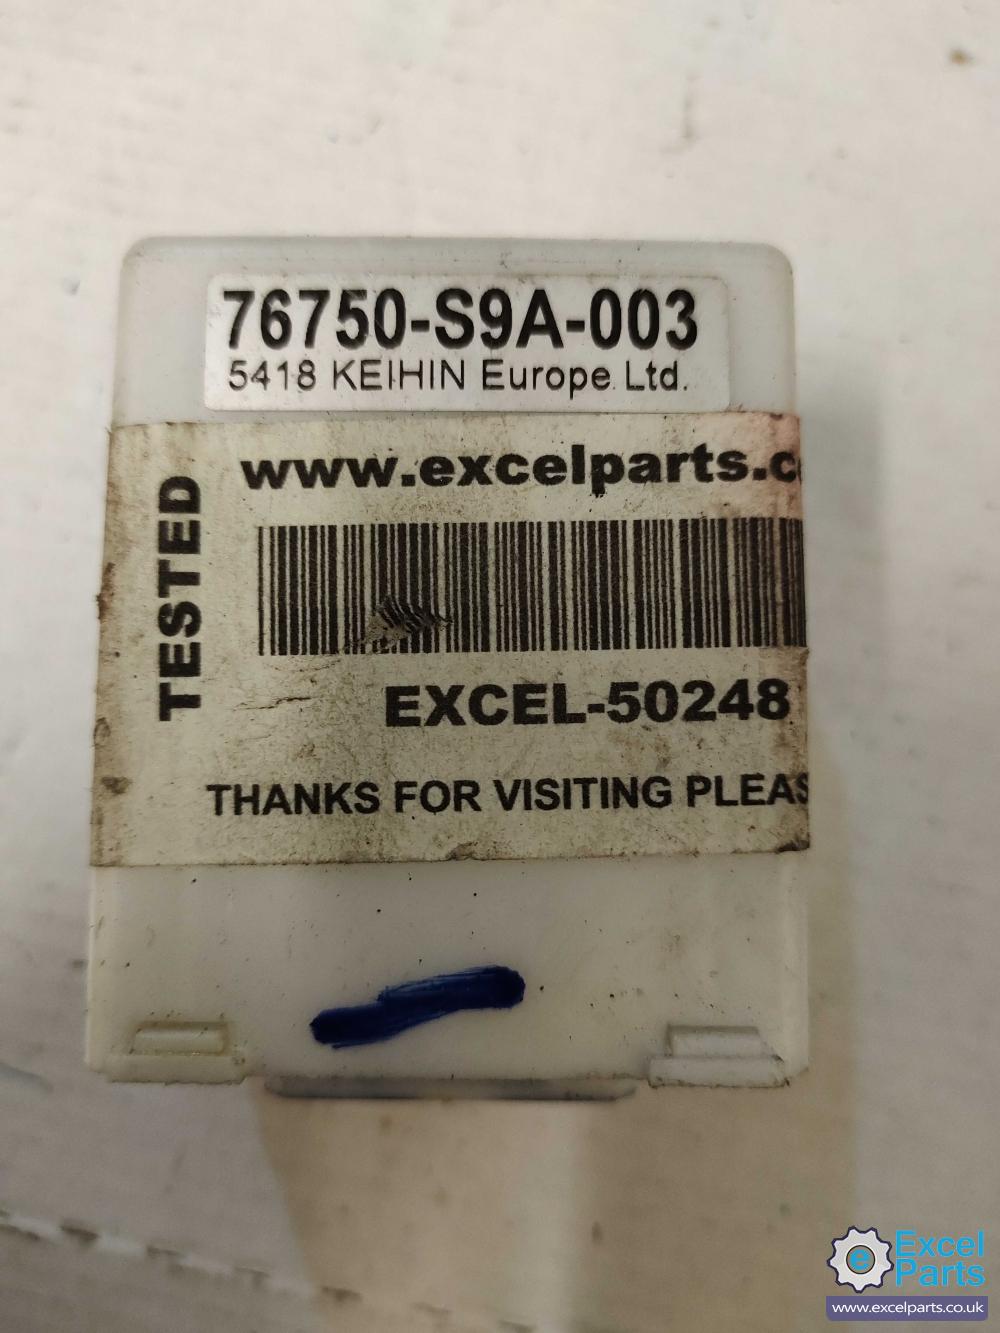 76750-S9A-003
5418 KEIHIN Europe Ltd.
TESTED
www.excelparts.c
EXCEL-50248
THANKS FOR VISITING PLEAS
e Excel
Parts
www.excelparts.co.uk